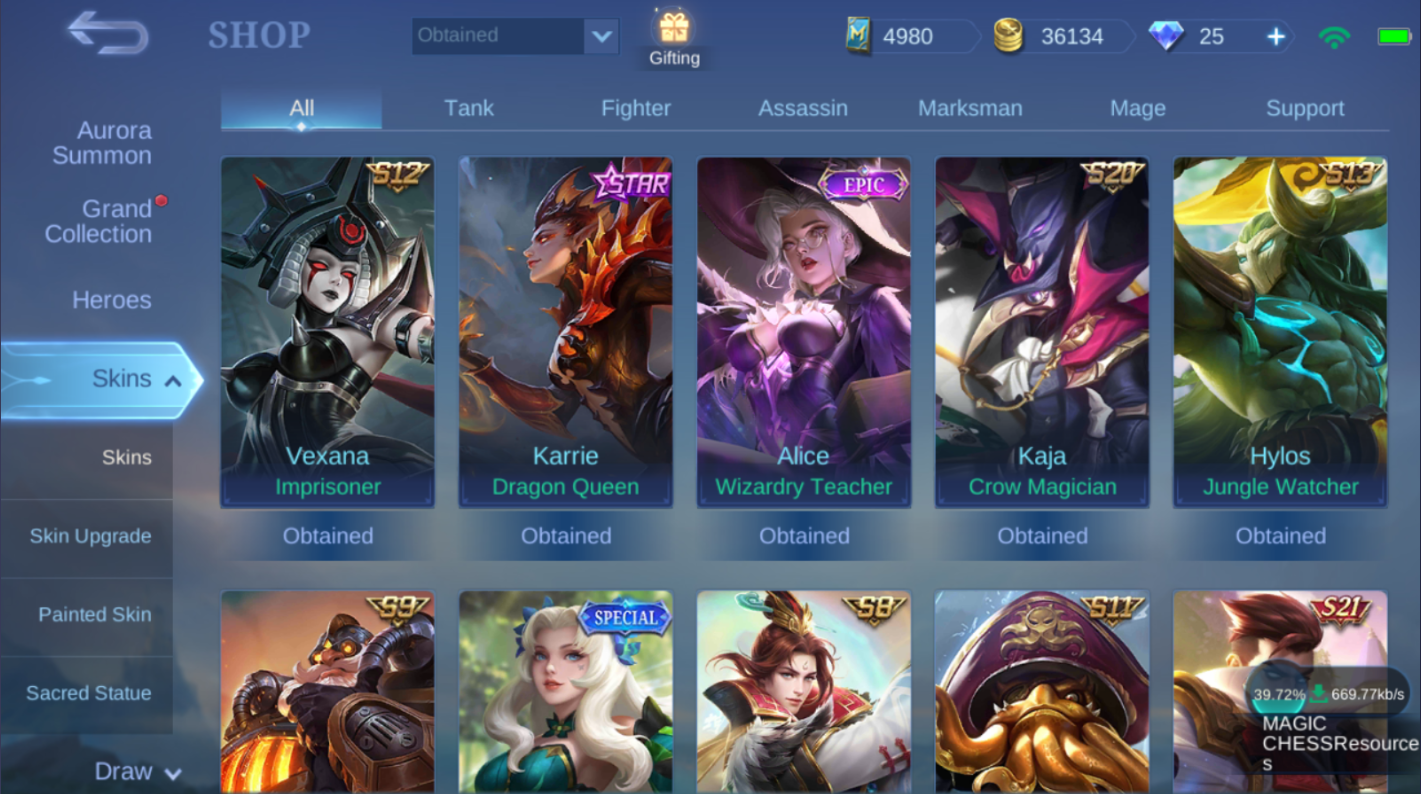 SHOP
Obtained
Gifting
4980
36134
25
Aurora
Summon
Grand
Collection
Heroes
Skins
Skins
Skin Upgrade
Painted Skin
Sacred Statue
Draw
All
Tank
Fighter
Assassin
Marksman
Mage
Support
S12
Vexana
Imprisoner
Obtained
STAR
Karrie
Dragon Queen
Obtained
EPIC
Alice
Wizardry Teacher
Obtained
S20
Kaja
Crow Magician
Obtained
S13
Hylos
Jungle Watcher
Obtained
S9
SPECIAL
S8
S11
S21
39.72%
669.77kb/s
MAGIC
CHESSResource
s